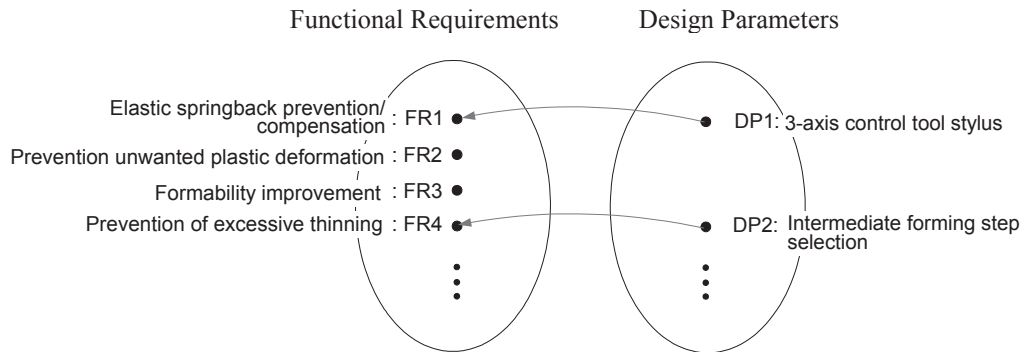 Functional Requirements
Design Parameters
Elastic springback prevention/
compensation : FR1
Prevention unwanted plastic deformation : FR2
Formability improvement : FR3
Prevention of excessive thinning : FR4
DP1: 3-axis control tool stylus
DP2: Intermediate forming step
selection